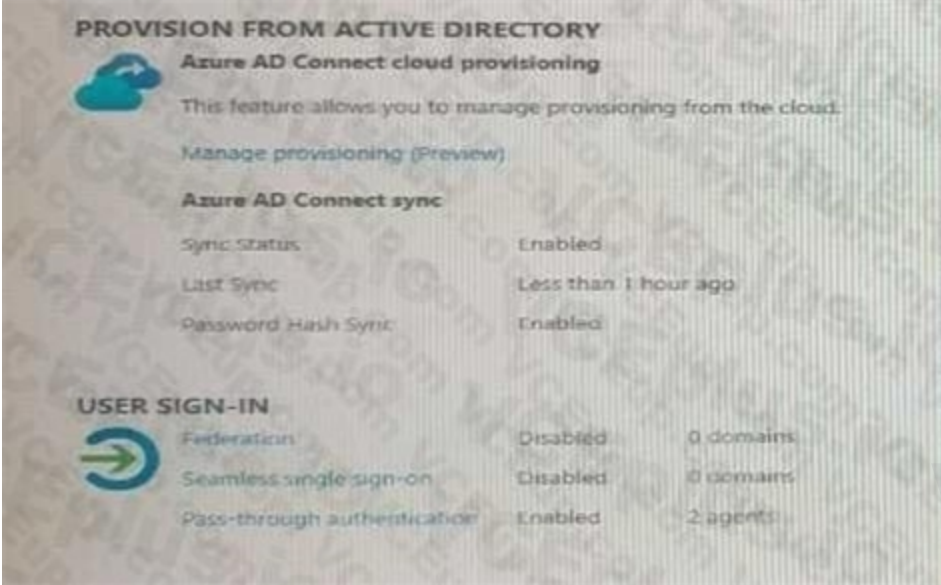 PROVISION FROM ACTIVE DIRECTORY
Azure AD Connect cloud provisioning
This feature allows you to manage provisioning from the cloud.
Manage provisioning (Preview)
Azure AD Connect sync
Sync Status Enabled
Last Sync Less than 1 hour ago
Password Hash Sync Enabled
USER SIGN-IN
Federation Disabled 0 domains
Seamless single sign-on Disabled 0 domains
Pass-through authentication Enabled 2 agents